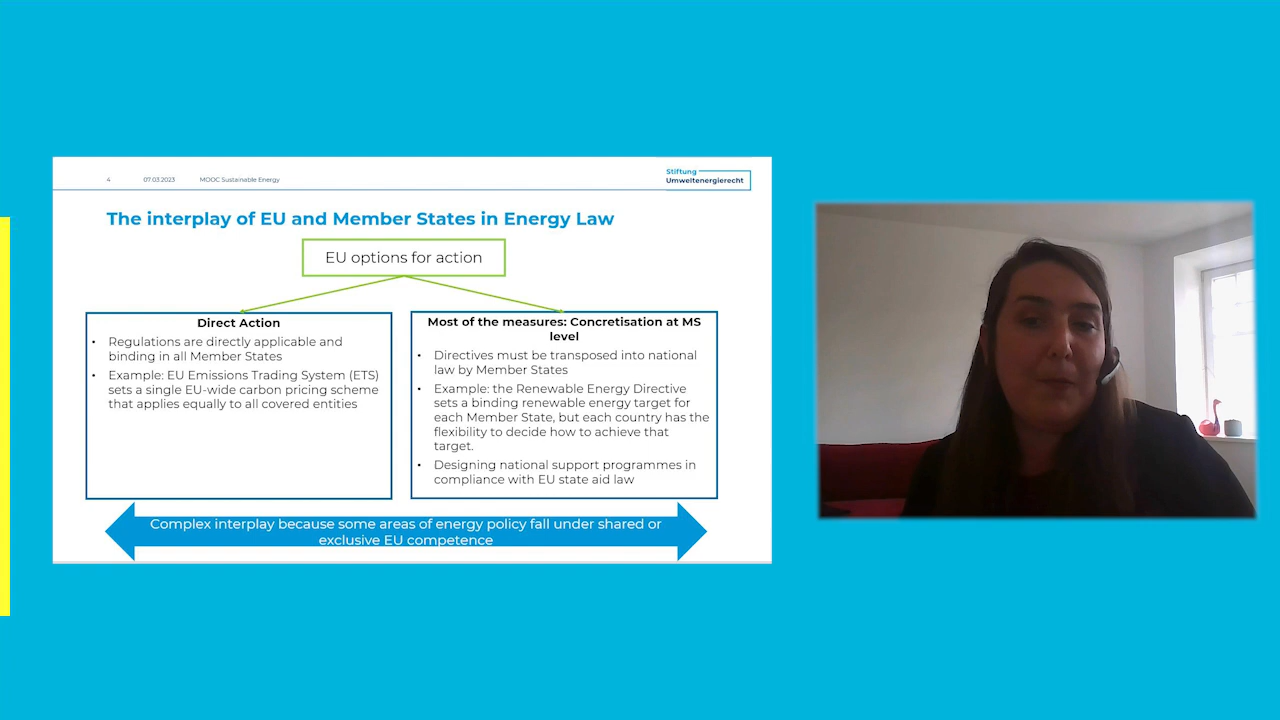 4 07.03.2023 MOOC Sustainable Energy
Stiftung
Umweltenergierecht
The interplay of EU and Member States in Energy Law
EU options for action
Direct Action
• Regulations are directly applicable and
binding in all Member States
• Example: EU Emissions Trading System (ETS)
sets a single EU-wide carbon pricing scheme
that applies equally to all covered entities
Most of the measures: Concretisation at MS
level
• Directives must be transposed into national
law by Member States
• Example: the Renewable Energy Directive
sets a binding renewable energy target for
each Member State, but each country has the
flexibility to decide how to achieve that
target.
• Designing national support programmes in
compliance with EU state aid law
Complex interplay because some areas of energy policy fall under shared or
exclusive EU competence